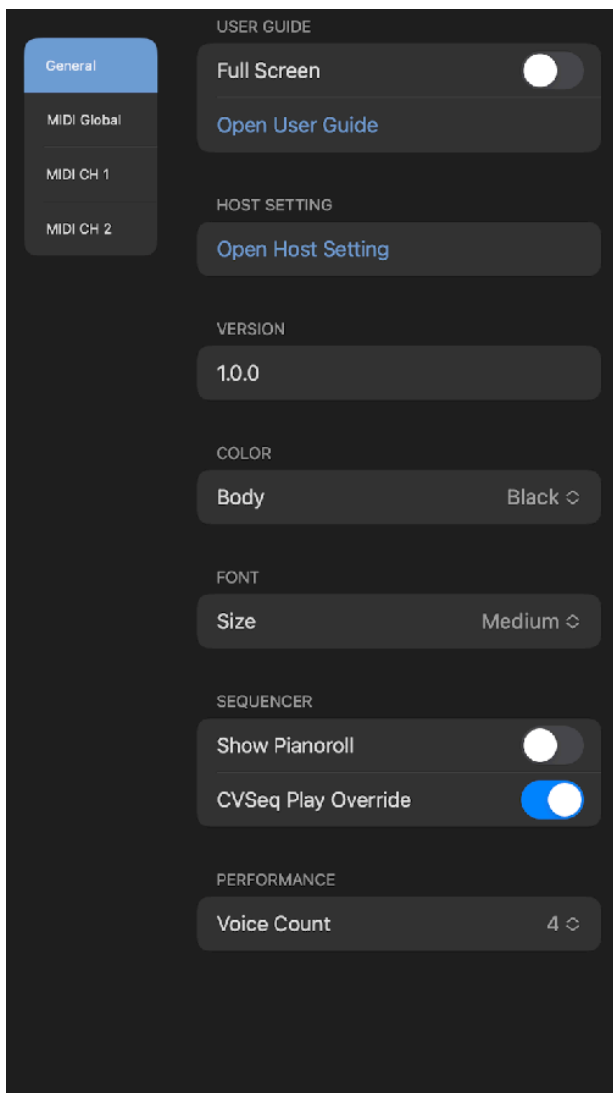 General
MIDI Global
MIDI CH 1
MIDI CH 2
USER GUIDE
Full Screen
Open User Guide
HOST SETTING
Open Host Setting
VERSION
1.0.0
COLOR
Body Black
FONT
Size Medium
SEQUENCER
Show Pianoroll
CVSeq Play Override
PERFORMANCE
Voice Count 4